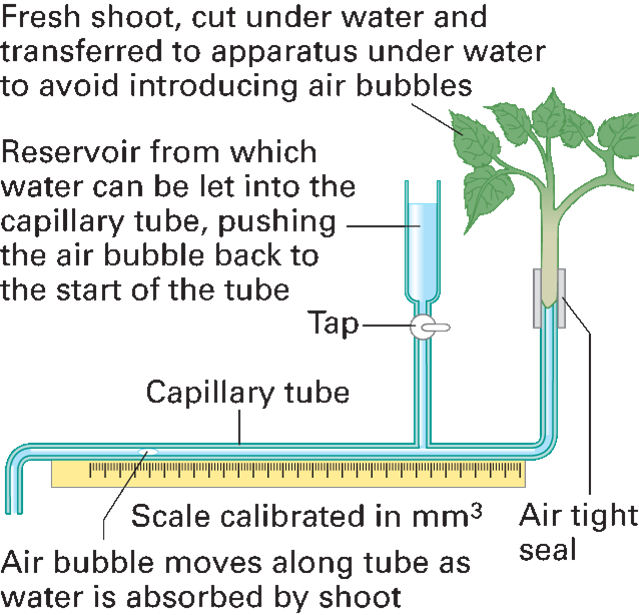 Fresh shoot, cut under water and
transferred to apparatus under water
to avoid introducing air bubbles
Reservoir from which
water can be let into the
capillary tube, pushing
the air bubble back to
the start of the tube
Tap
Capillary tube
Scale calibrated in mm³
Air tight
seal
Air bubble moves along tube as
water is absorbed by shoot